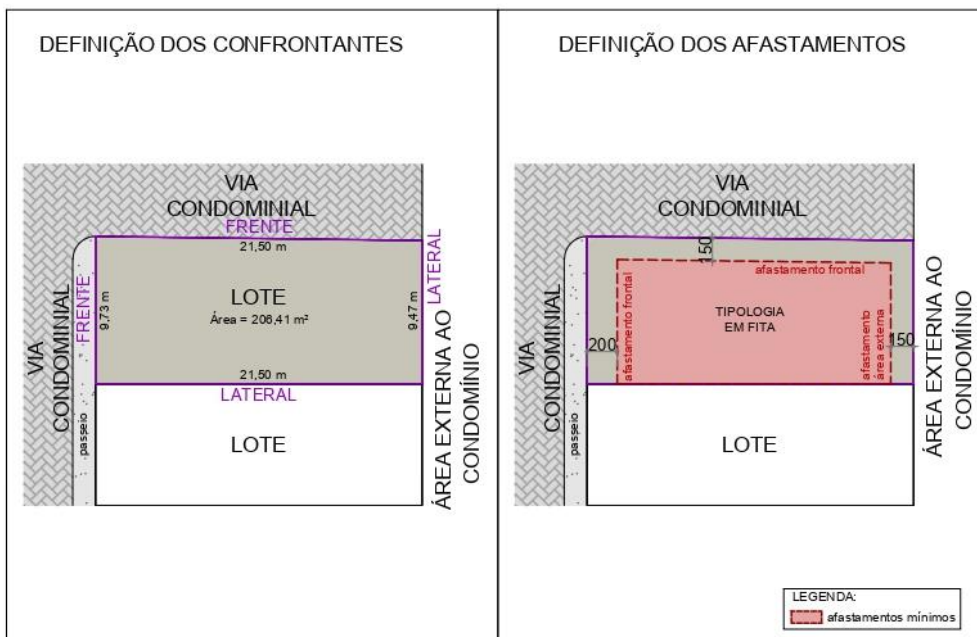 DEFINIÇÃO DOS CONFRONTANTES
VIA
CONDOMINIAL
FRENTE
21,50 m
VIA
CONDOMINIAL
FRENTE
9,73 m
LOTE
Área = 206,41 m²
9,47 m
LATERAL
21,50 m
LATERAL
passeio
LOTE
ÁREA EXTERNA AO
CONDOMÍNIO
DEFINIÇÃO DOS AFASTAMENTOS
VIA
CONDOMINIAL
150
afastamento frontal
VIA
CONDOMINIAL
200
afastamento frontal
TIPOLOGIA
EM FITA
afastamento
área externa
150
passeio
LOTE
ÁREA EXTERNA AO
CONDOMÍNIO
LEGENDA:
afastamentos mínimos